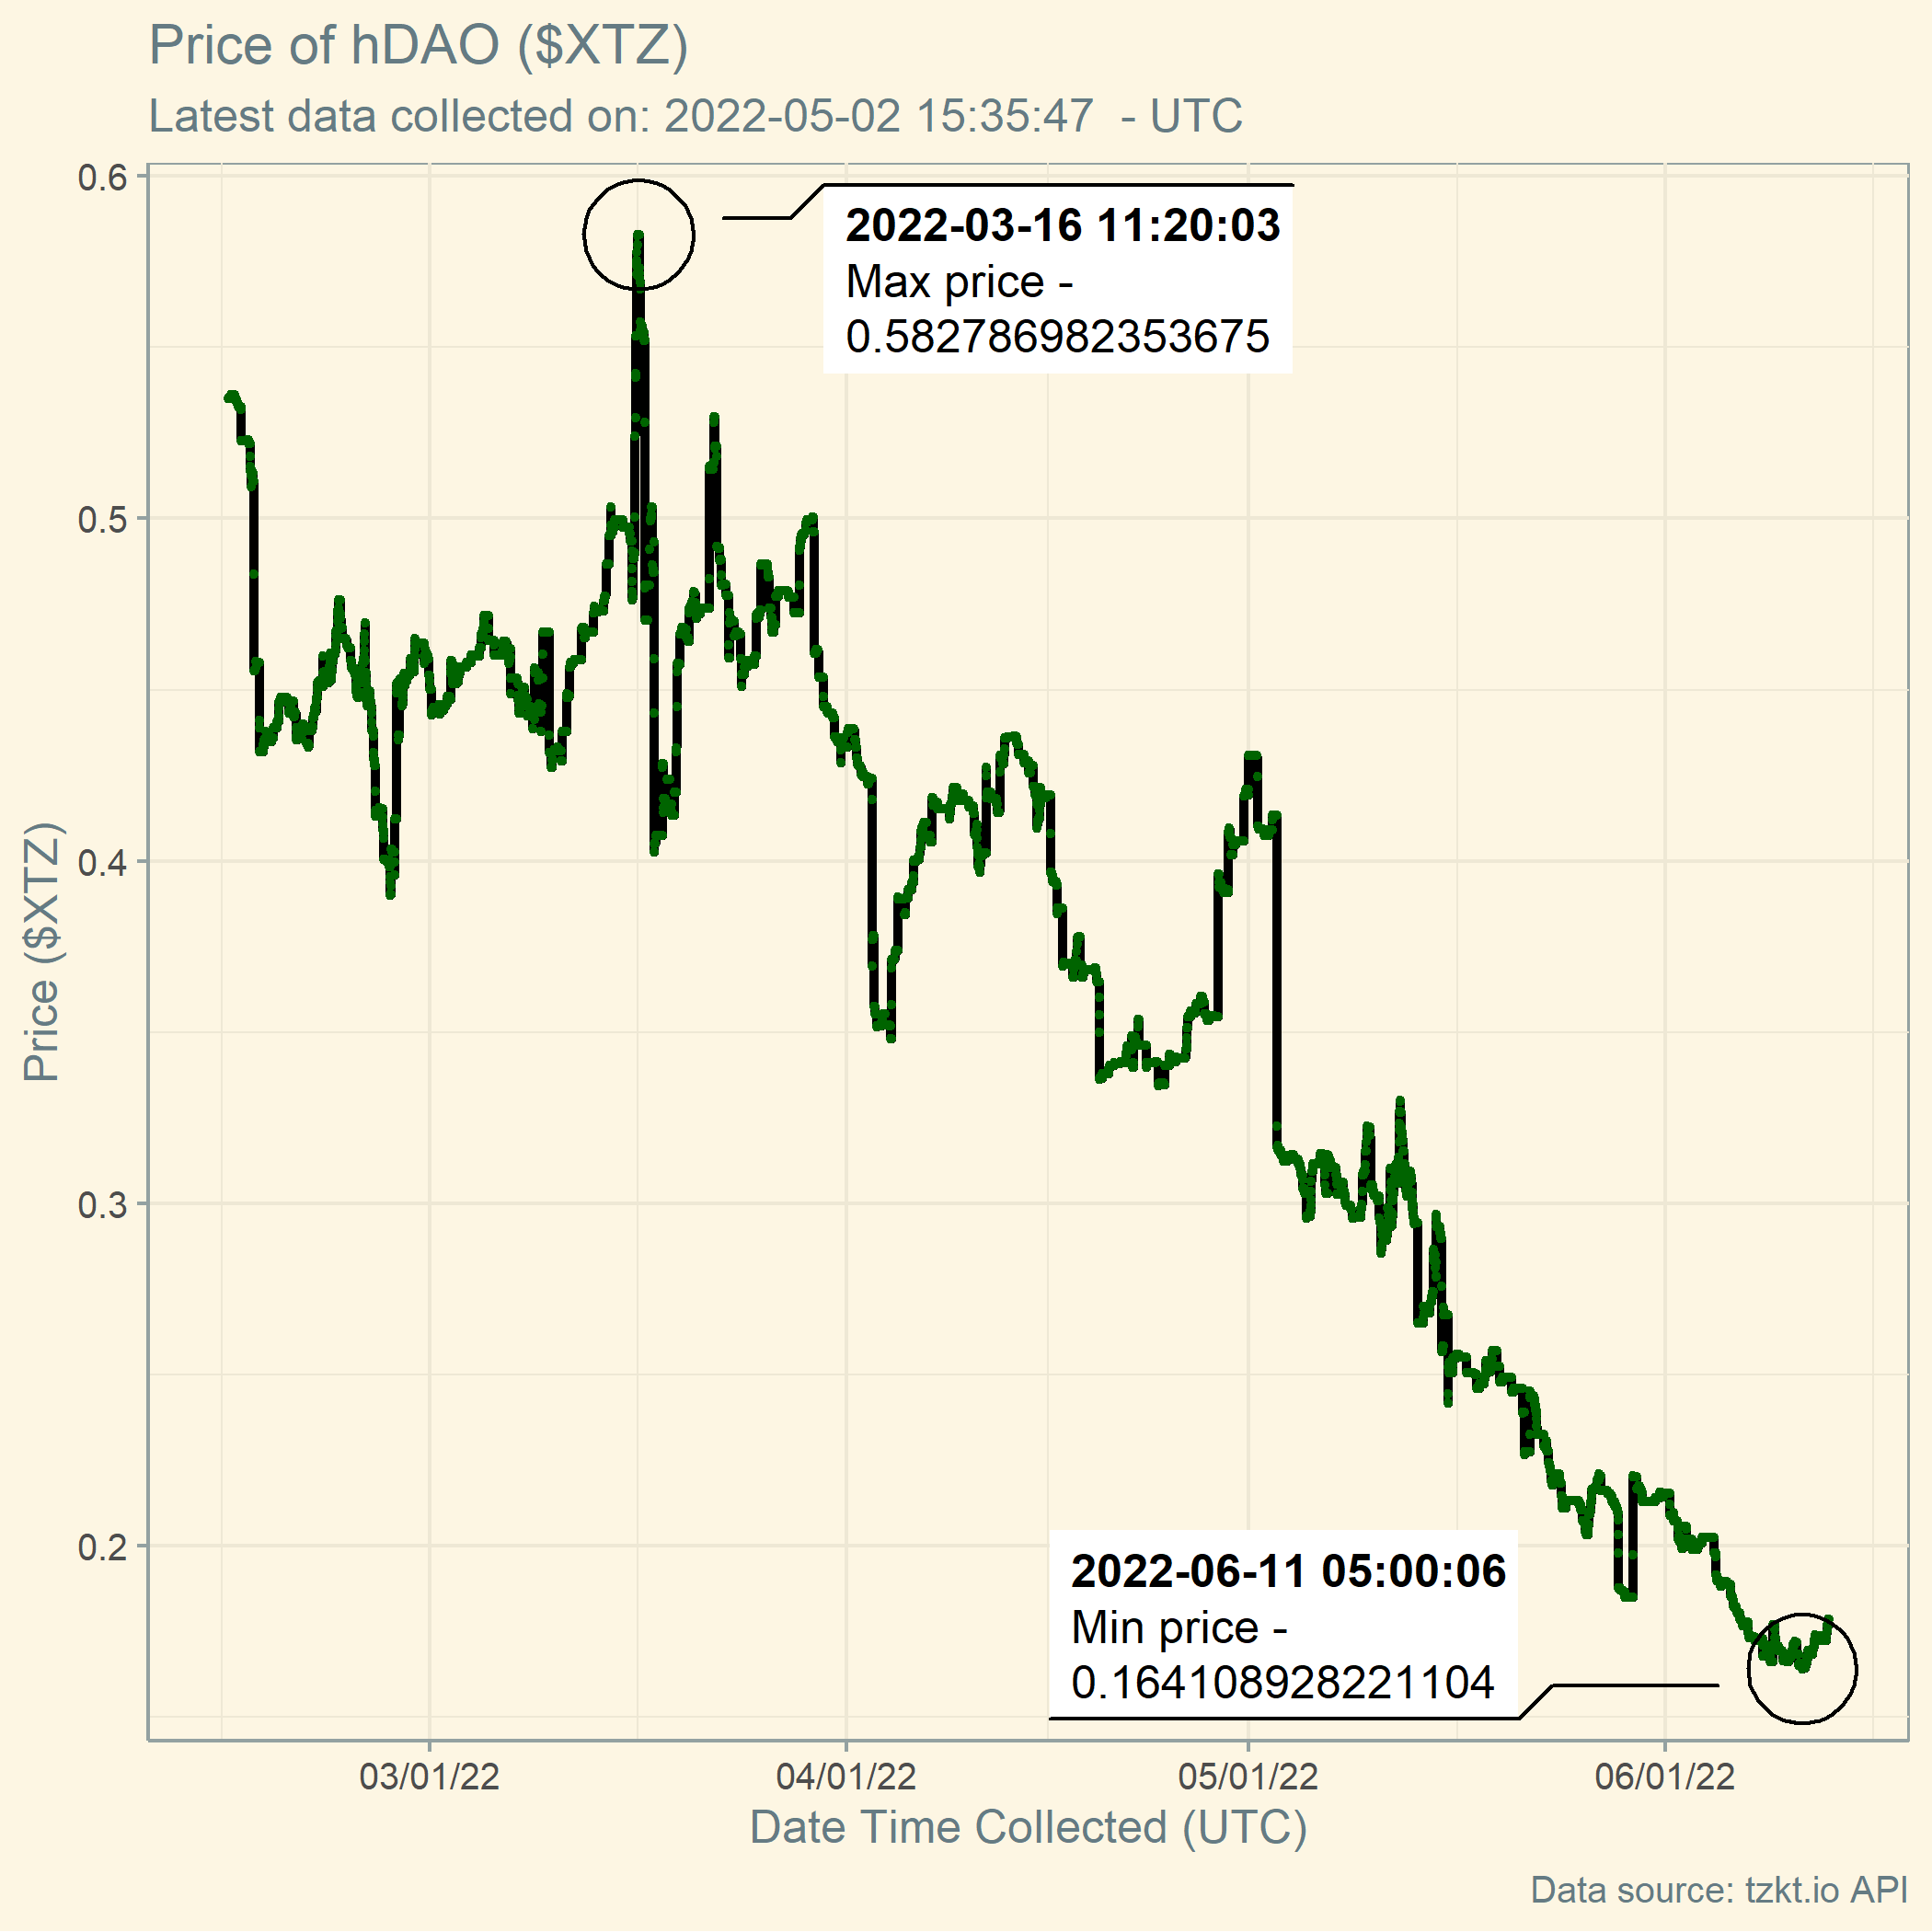 Price of hDAO ($XTZ)
Latest data collected on: 2022-05-02 15:35:47  - UTC
0.6
0.5
0.4
0.3
0.2
Price ($XTZ)
2022-03-16 11:20:03
Max price -
0.582786982353675
2022-06-11 05:00:06
Min price -
0.164108928221104
03/01/22
04/01/22
05/01/22
06/01/22
Date Time Collected (UTC)
Data source: tzkt.io API